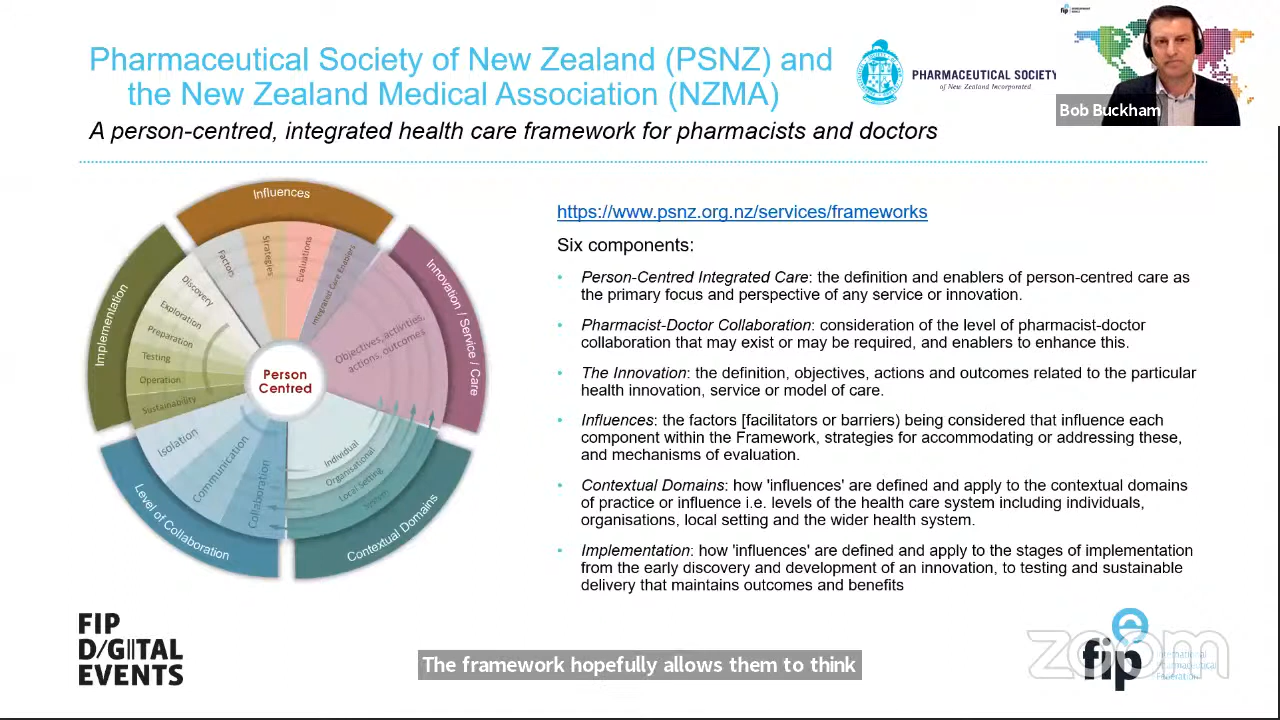 Pharmaceutical Society of New Zealand (PSNZ) and
the New Zealand Medical Association (NZMA)
A person-centred, integrated health care framework for pharmacists and doctors
PHARMACEUTICAL SOCIETY
of New Zealand Incorporated
fip
Bob Buckham
Influences
Factors
Strategies
Evaluations
Integrated Care Enablers
Innovation / Service / Care
Objectives, activities,
actions, outcomes
Implementation
Discovery
Exploration
Preparation
Testing
Operation
Sustainability
Person
Centred
Level of Collaboration
Isolation
Communication
Collaboration
Contextual Domains
Individual
Organisational
Local Setting
System
https://www.psnz.org.nz/services/frameworks
Six components:
• Person-Centred Integrated Care: the definition and enablers of person-centred care as
the primary focus and perspective of any service or innovation.
• Pharmacist-Doctor Collaboration: consideration of the level of pharmacist-doctor
collaboration that may exist or may be required, and enablers to enhance this.
• The Innovation: the definition, objectives, actions and outcomes related to the particular
health innovation, service or model of care.
• Influences: the factors [facilitators or barriers) being considered that influence each
component within the Framework, strategies for accommodating or addressing these,
and mechanisms of evaluation.
• Contextual Domains: how 'influences' are defined and apply to the contextual domains
of practice or influence i.e. levels of the health care system including individuals,
organisations, local setting and the wider health system.
• Implementation: how 'influences' are defined and apply to the stages of implementation
from the early discovery and development of an innovation, to testing and sustainable
delivery that maintains outcomes and benefits
FIP
D/GITAL
EVENTS
The framework hopefully allows them to think
zoom
fip
International
Pharmaceutical
Federation